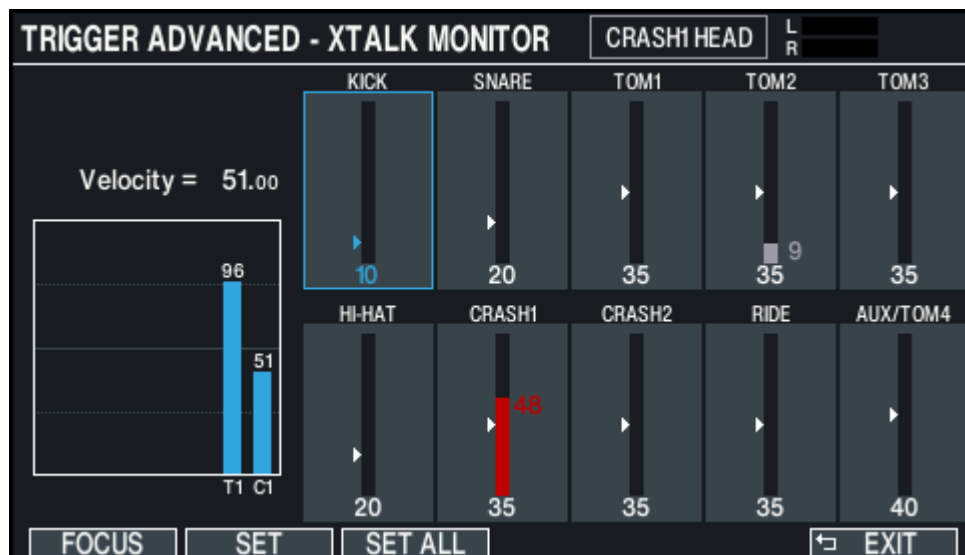 TRIGGER ADVANCED - XTALK MONITOR CRASH1 HEAD L
R
KICK SNARE TOM1 TOM2 TOM3
Velocity = 51.00
9
10 20 35 35 35
96
HI-HAT CRASH1 CRASH2 RIDE AUX/TOM4
51
48
T1 C1
20 35 35 35 40
FOCUS SET SET ALL EXIT